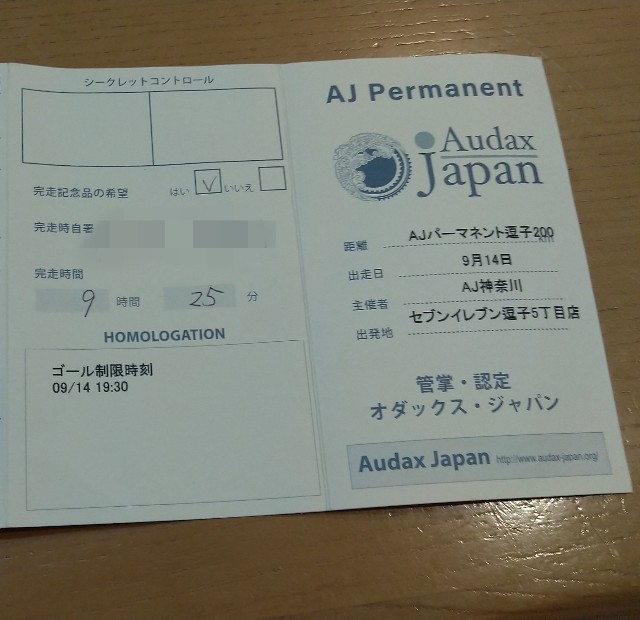 シークレットコントロール
完走記念品の希望 はい ✓ いいえ
完走時自署
完走時間
9 時間 25 分
HOMOLOGATION
ゴール制限時刻
09/14 19:30
AJ Permanent
Audax
Japan
距離 AJパーマネント逗子200
km
出走日 9月14日
主催者 AJ神奈川
出発地 セブンイレブン逗子5丁目店
管掌・認定
オダックス・ジャパン
Audax Japan http://www.audax-japan.org/